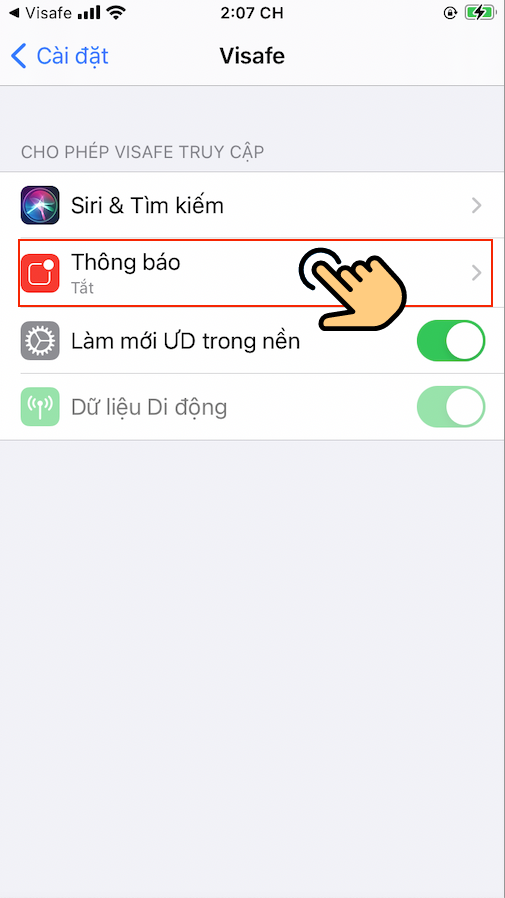 ◀ Visafe 2:07 CH
Cài đặt Visafe
CHO PHÉP VISAFE TRUY CẬP
Siri & Tìm kiếm
Thông báo
Tắt
Làm mới ƯD trong nền
Dữ liệu Di động